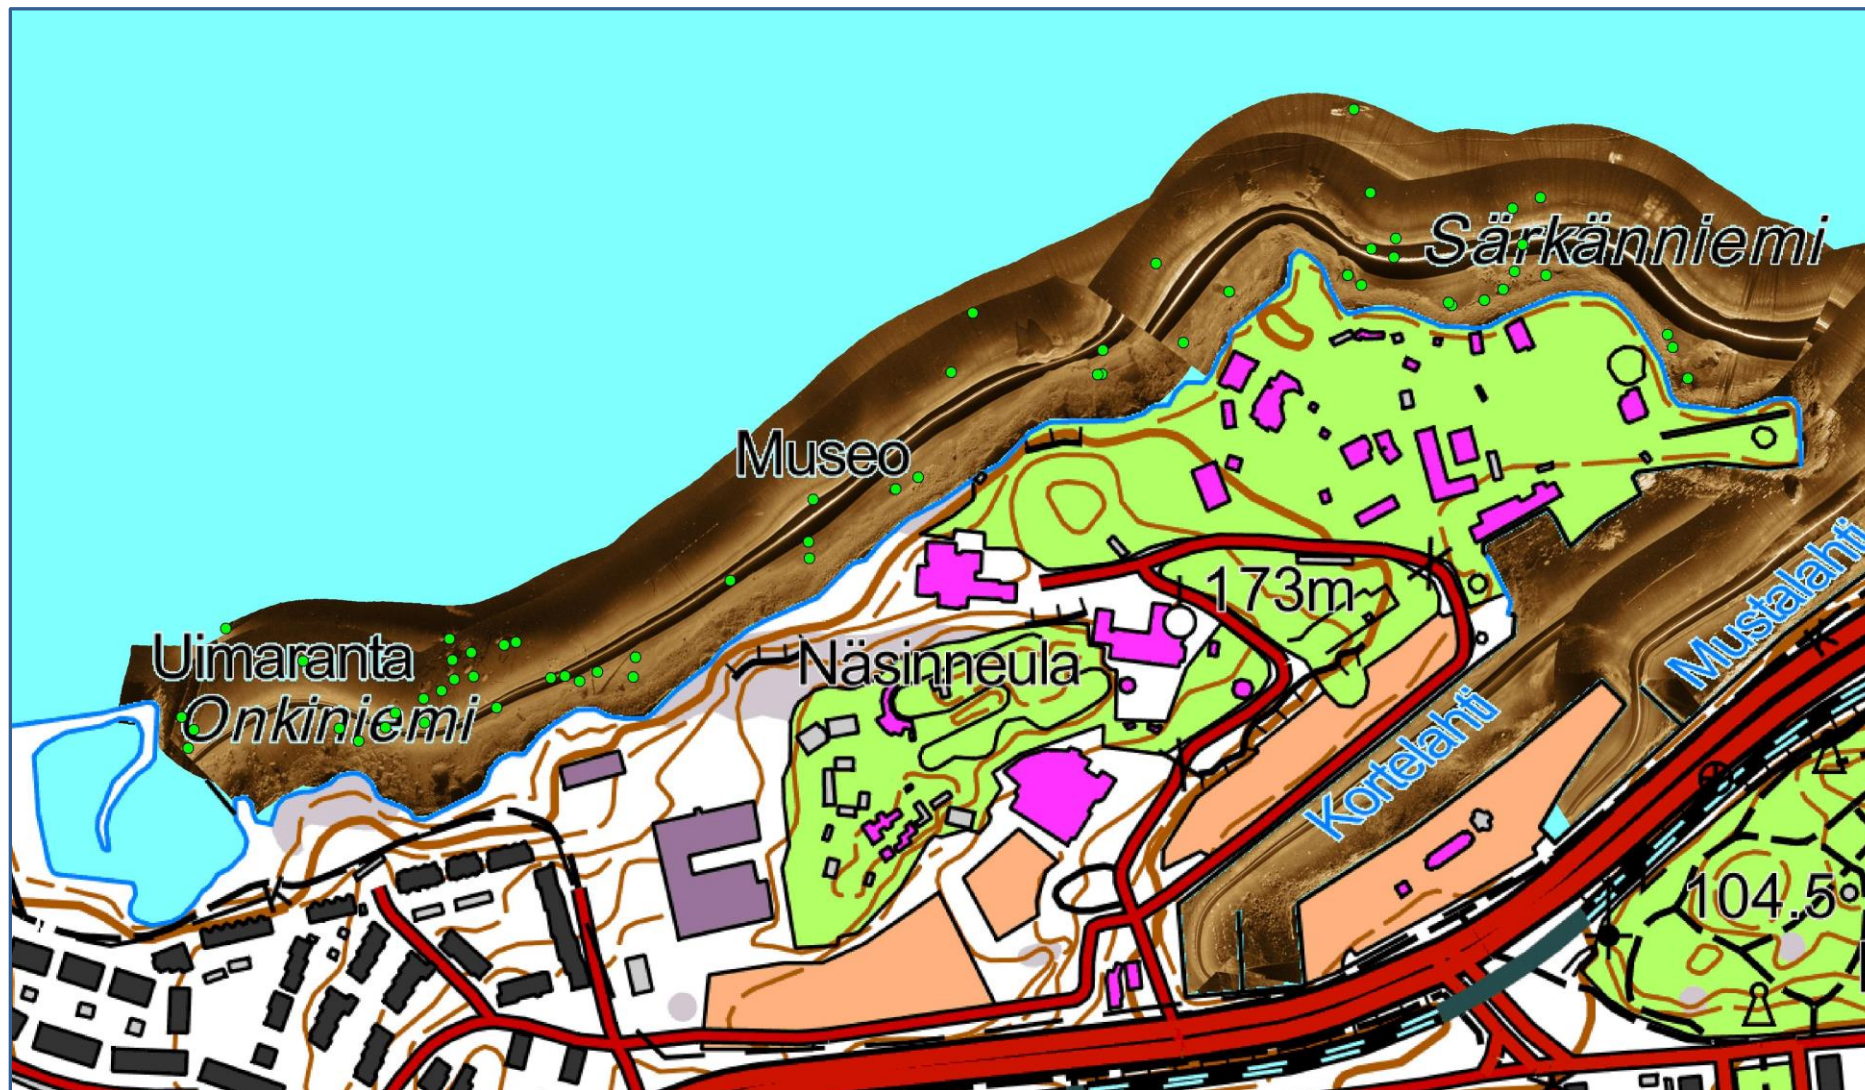 Särkänniemi
Museo
Mustalahti
173m
Uimaranta
Näsinneula
Onkiniemi
Kortelahti
104.5